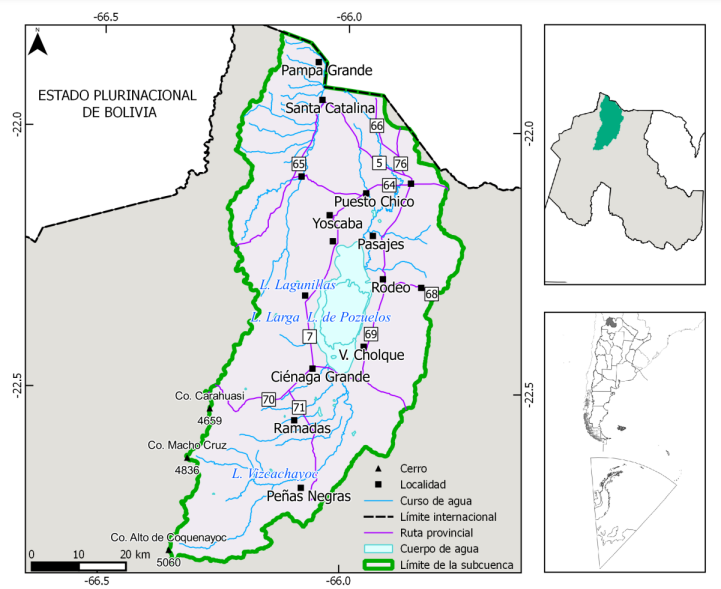 -66.5
-66.0
N
Pampa Grande
ESTADO PLURINACIONAL
DE BOLIVIA
Santa Catalina
-22.0
-22.0
66
65
5
76
64
Puesto Chico
Yoscaba
Pasajes
L. Lagunillas
Rodeo
68
L. Larga
L. de Pozuelos
7
69
V. Cholque
Ciénaga Grande
-22.5
-22.5
Co. Carahuasi
4659
70
71
Ramadas
Co. Macho Cruz
4836
L. Vizcachayoc
Peñas Negras
Cerro
Localidad
Curso de agua
Límite internacional
Ruta provincial
Cuerpo de agua
Límite de la subcuenca
Co. Alto de Coquenayoc
5060
0
10
20 km
-66.5
-66.0